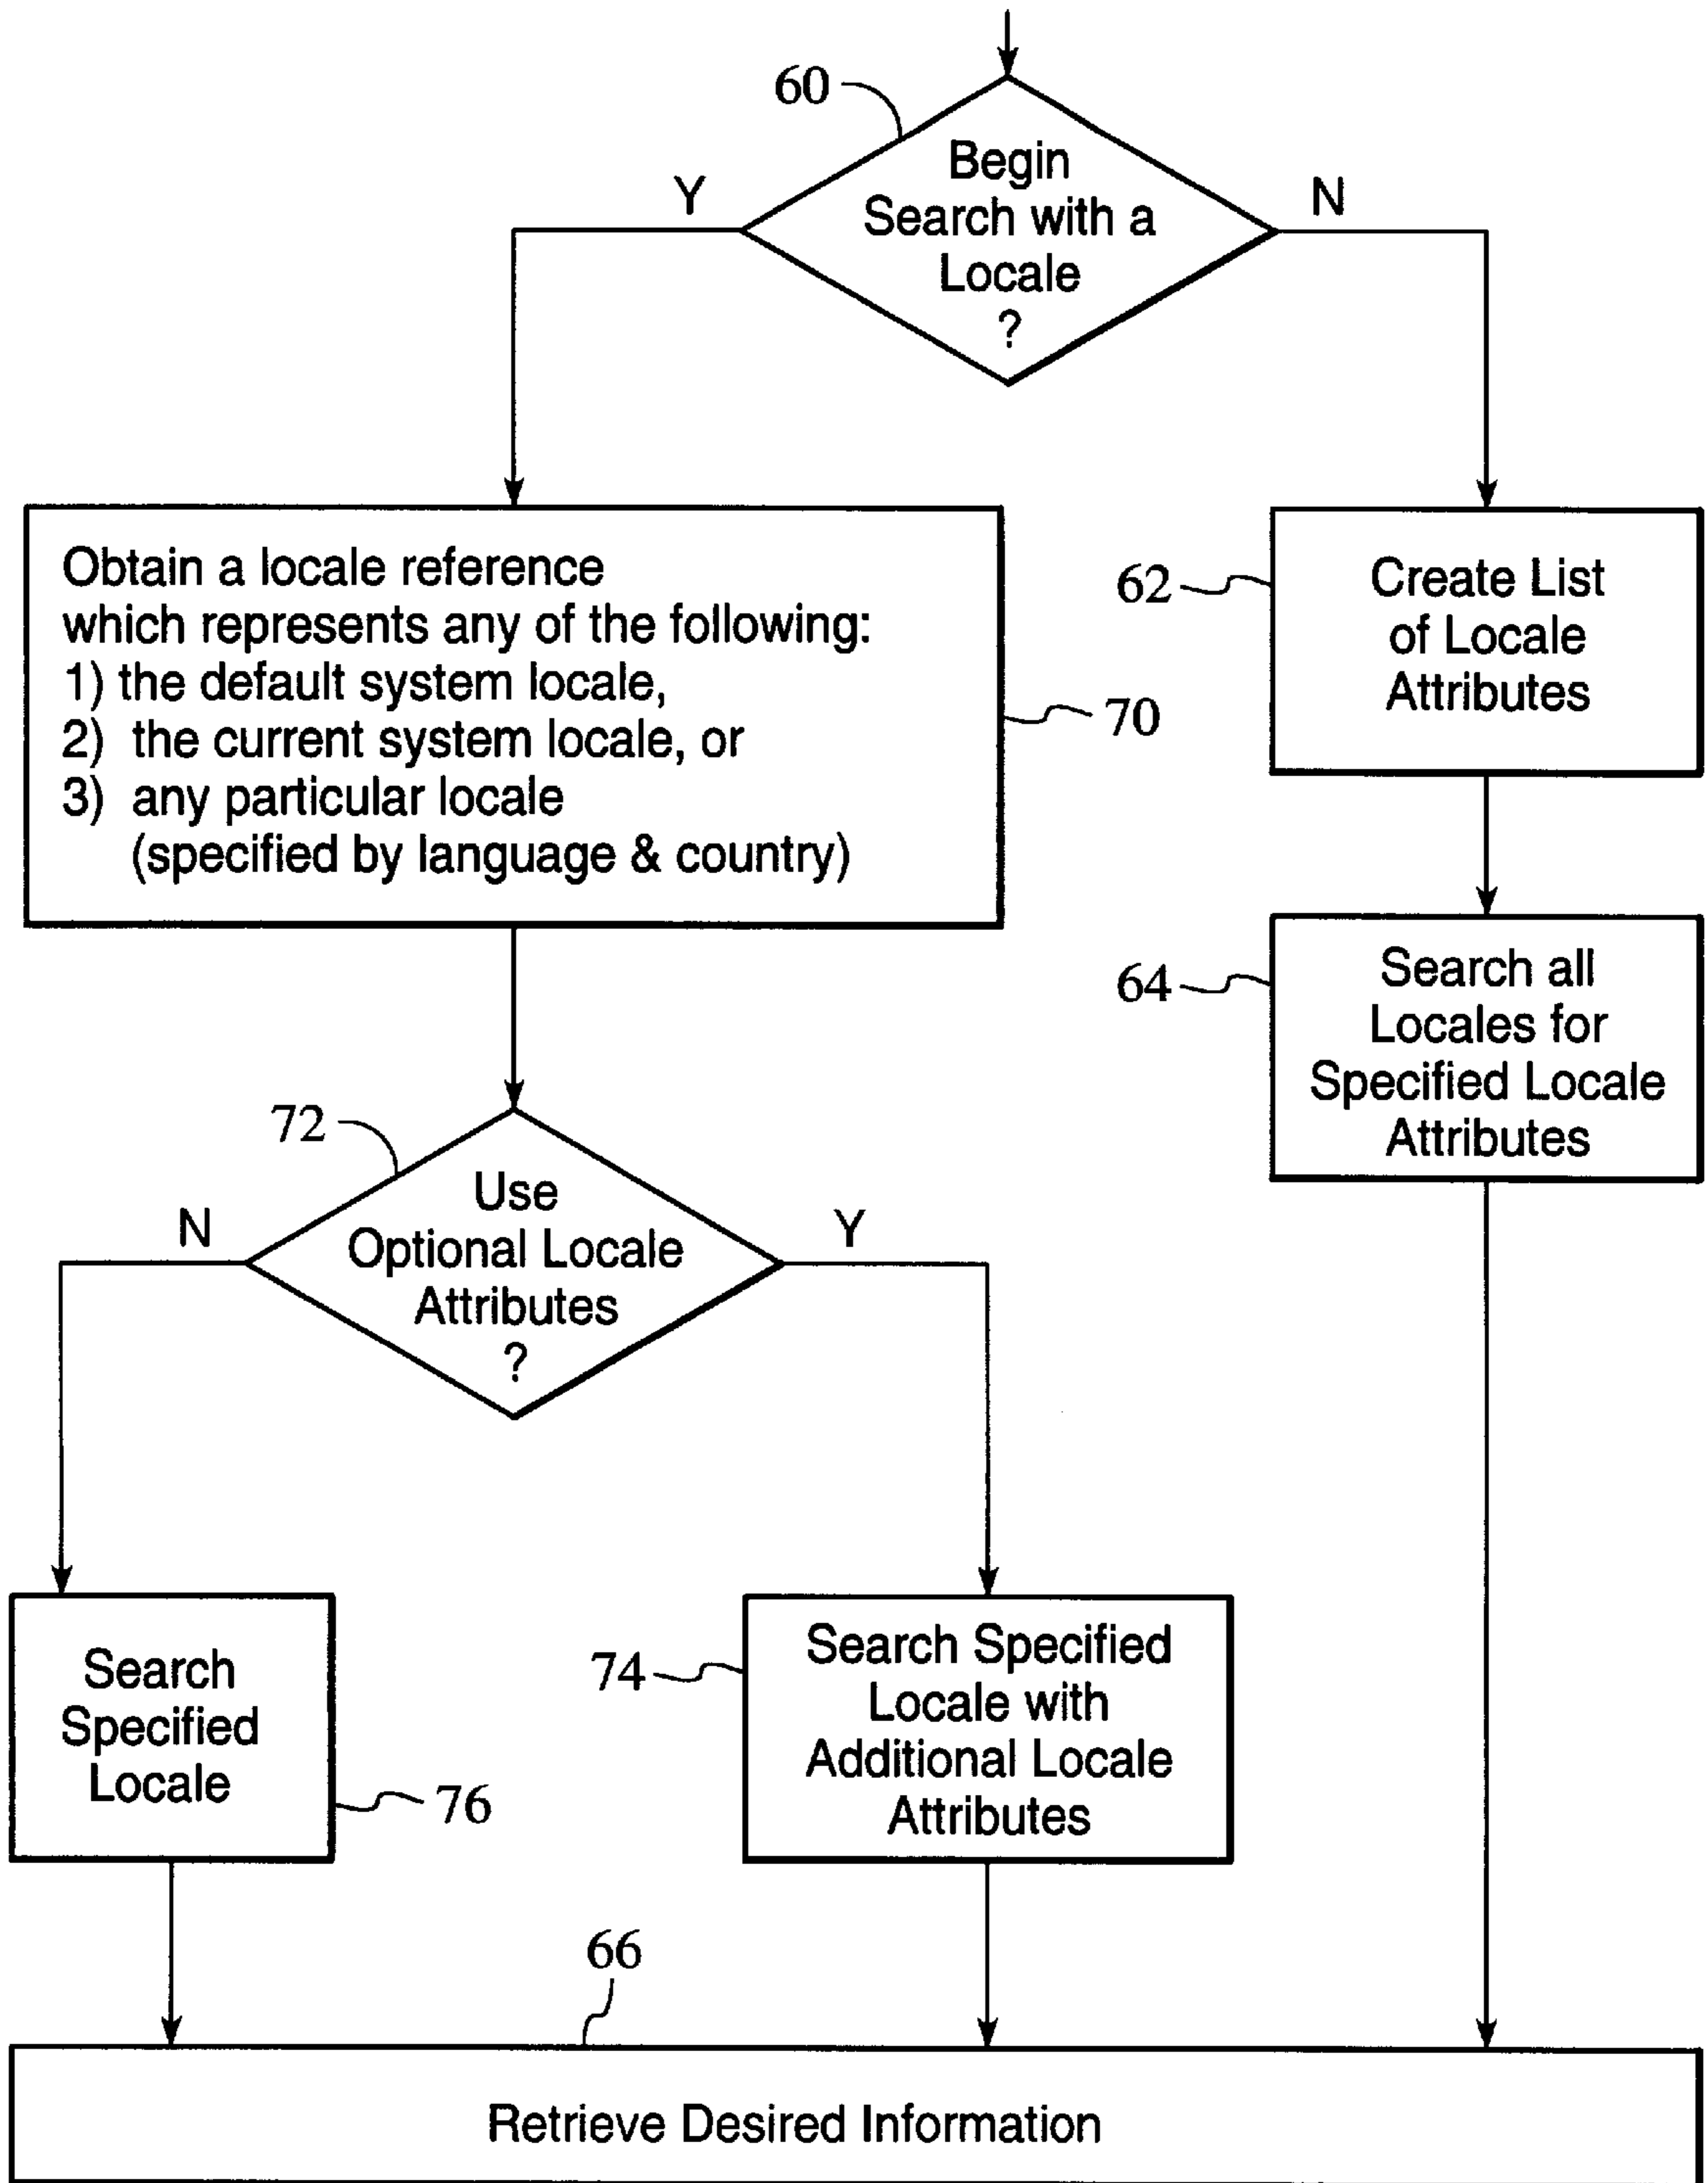 60
Begin
Search with a
Locale
?
Y
N
Obtain a locale reference
which represents any of the following:
1) the default system locale,
2) the current system locale, or
3) any particular locale
(specified by language & country)
70
62
Create List
of Locale
Attributes
64
Search all
Locales for
Specified Locale
Attributes
72
Use
Optional Locale
Attributes
?
N
Y
Search
Specified
Locale
76
74
Search Specified
Locale with
Additional Locale
Attributes
66
Retrieve Desired Information